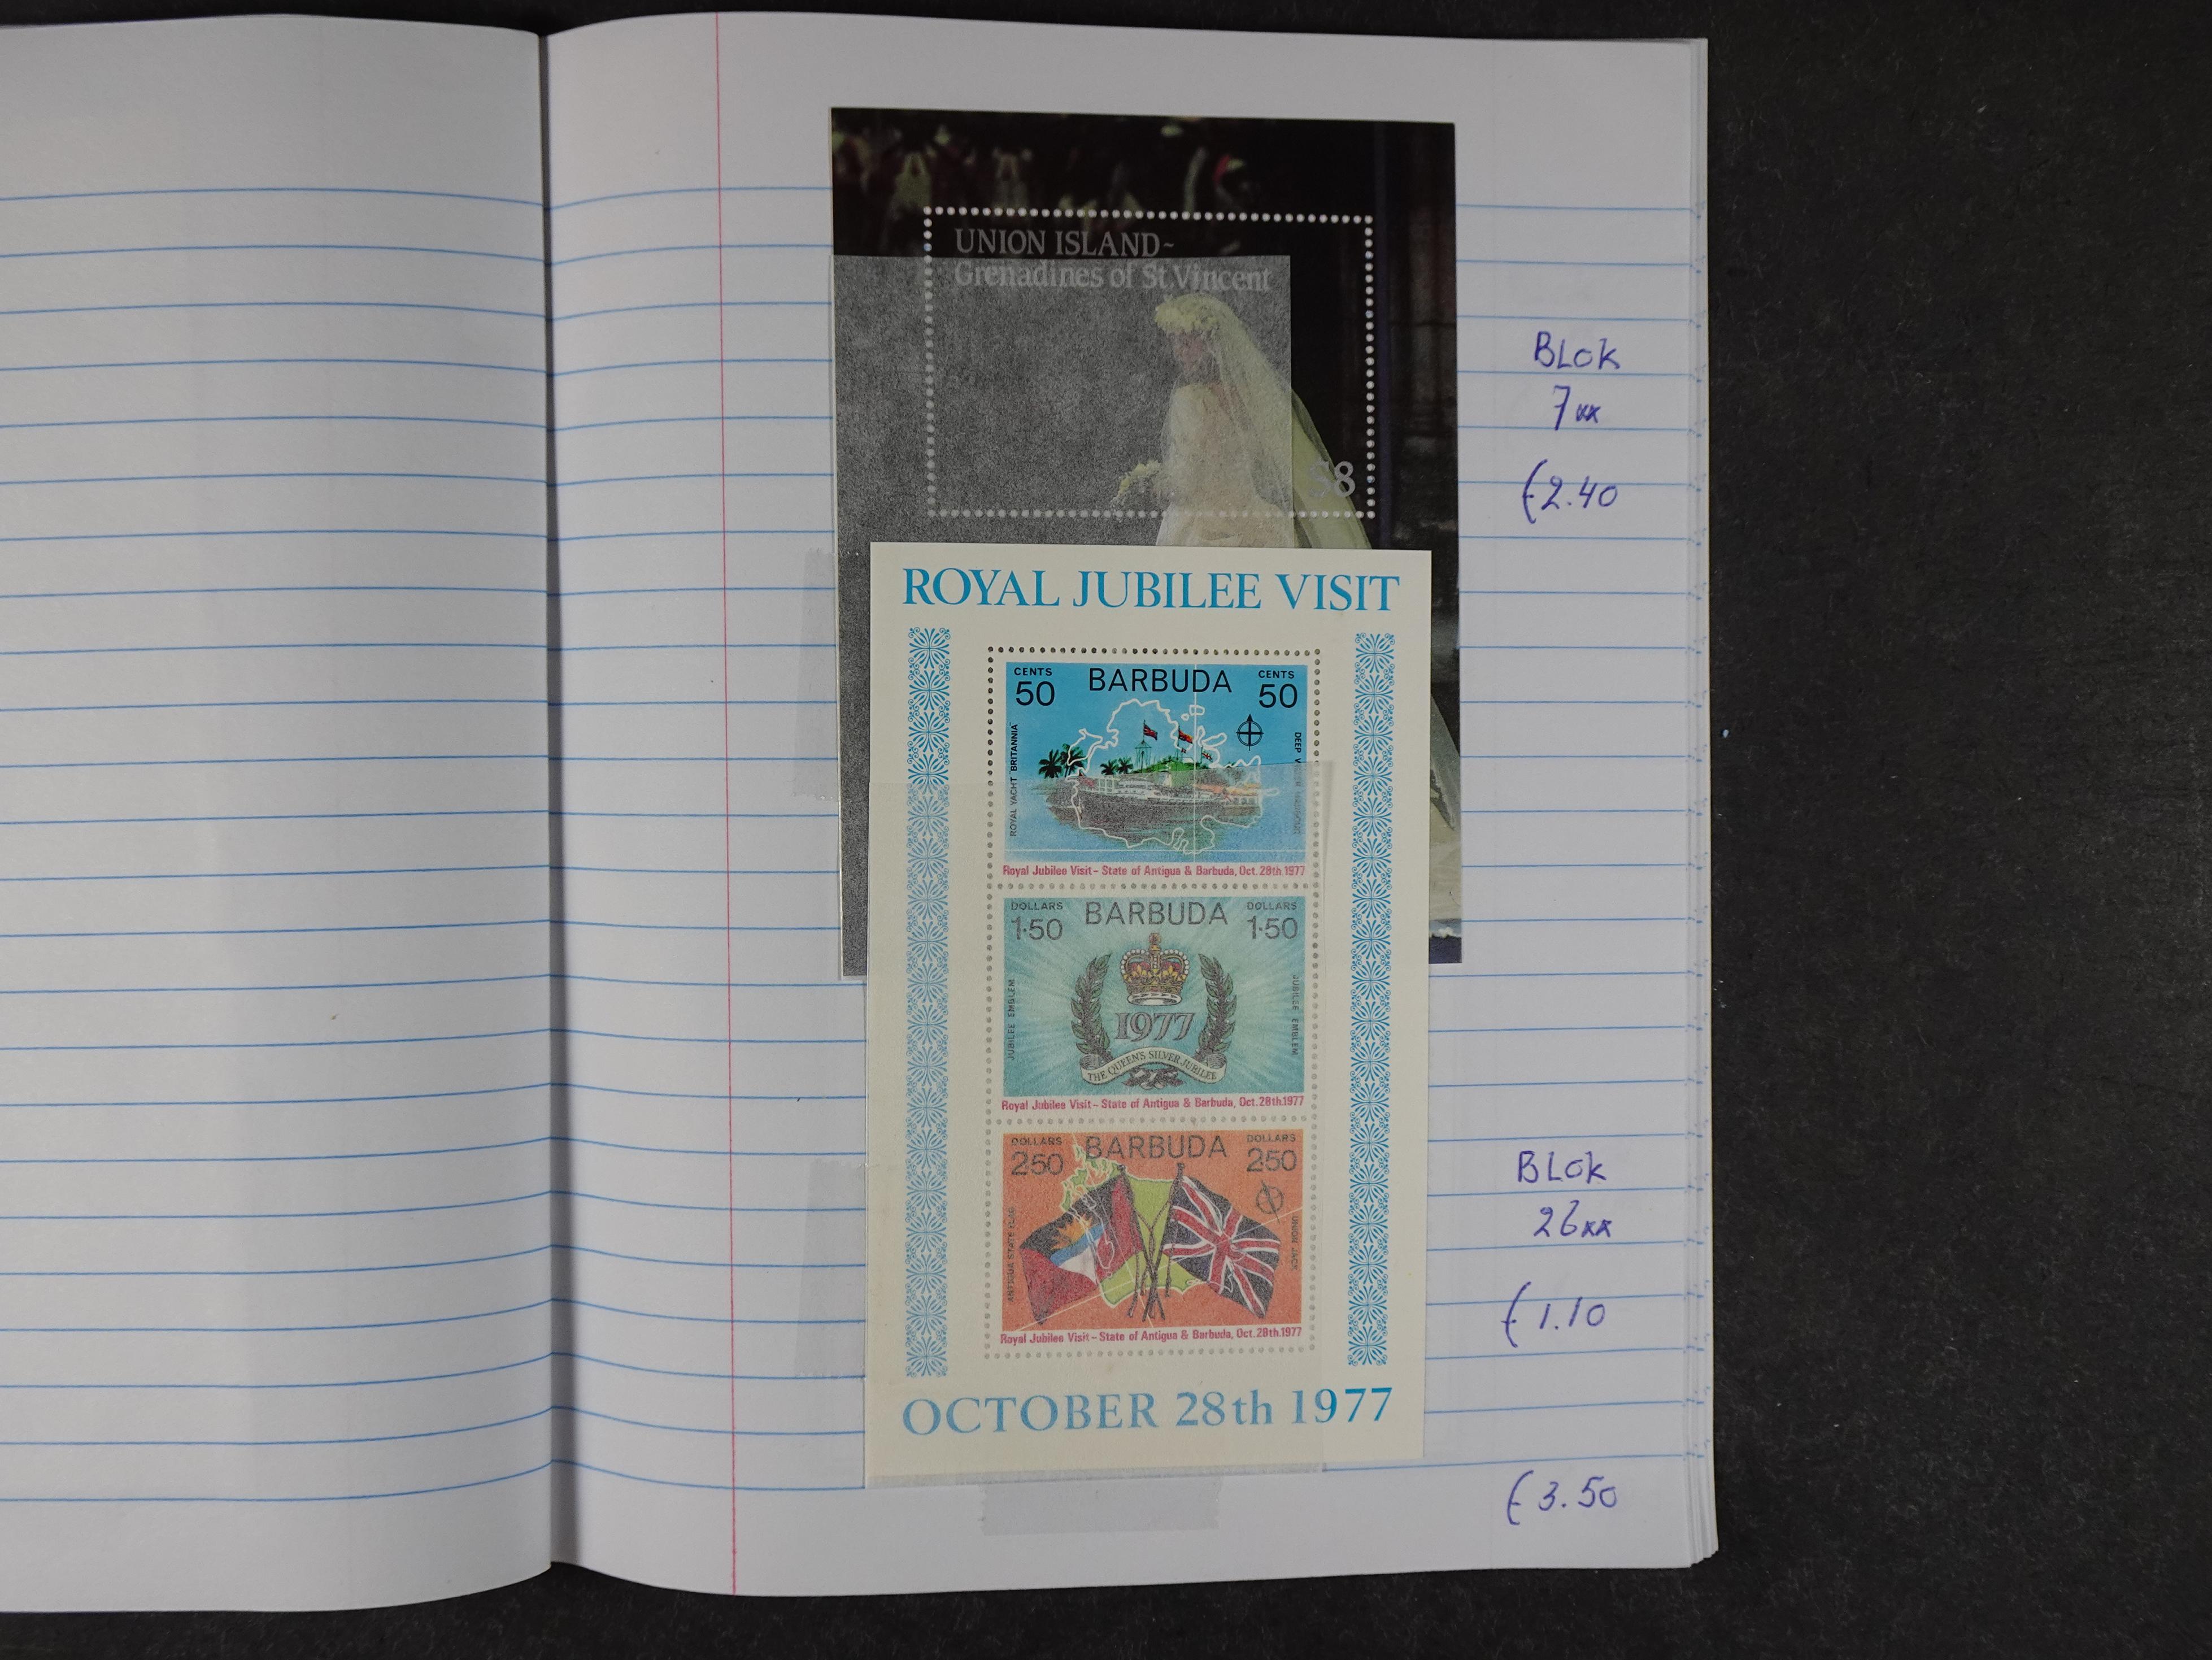 UNION ISLAND~
Grenadines of St.Vincent
$8
BLOK
7xx
€2.40
ROYAL JUBILEE VISIT
CENTS
50
BARBUDA
CENTS
50
ROYAL YACHT BRITANNIA
DEEP
Royal Jubilee Visit – State of Antigua & Barbuda, Oct. 28th 1977
DOLLARS
1·50
BARBUDA
DOLLARS
1·50
JUBILEE EMBLEM
1977
THE QUEEN'S SILVER JUBILEE
JUBILEE EMBLEM
Royal Jubilee Visit – State of Antigua & Barbuda, Oct. 28th 1977
DOLLARS
2·50
BARBUDA
DOLLARS
2·50
ANTIGUA STATE FLAG
UNION JACK
Royal Jubilee Visit – State of Antigua & Barbuda, Oct. 28th 1977
OCTOBER 28th 1977
BLOK
26xx
€1.10
€3.50